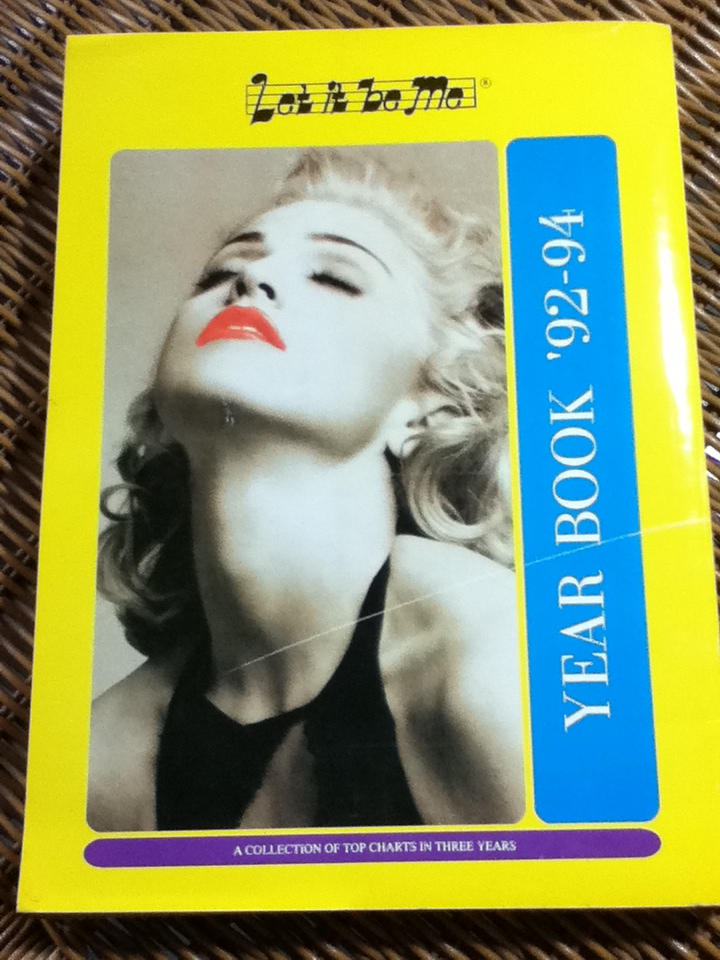 Let it be Me ®
YEAR BOOK '92-94
A COLLECTION OF TOP CHARTS IN THREE YEARS